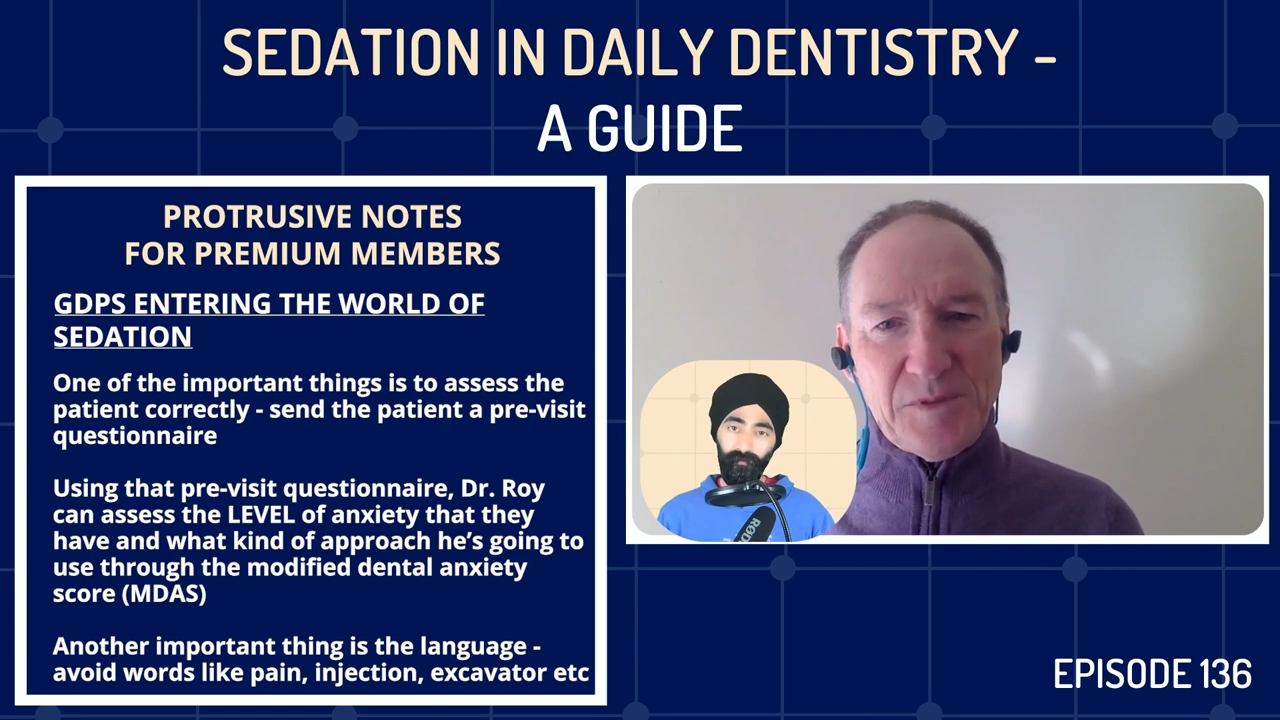 SEDATION IN DAILY DENTISTRY -
A GUIDE
PROTRUSIVE NOTES
FOR PREMIUM MEMBERS
GDPS ENTERING THE WORLD OF
SEDATION
One of the important things is to assess the
patient correctly - send the patient a pre-visit
questionnaire
Using that pre-visit questionnaire, Dr. Roy
can assess the LEVEL of anxiety that they
have and what kind of approach he’s going to
use through the modified dental anxiety
score (MDAS)
Another important thing is the language -
avoid words like pain, injection, excavator etc
RØDE
EPISODE 136